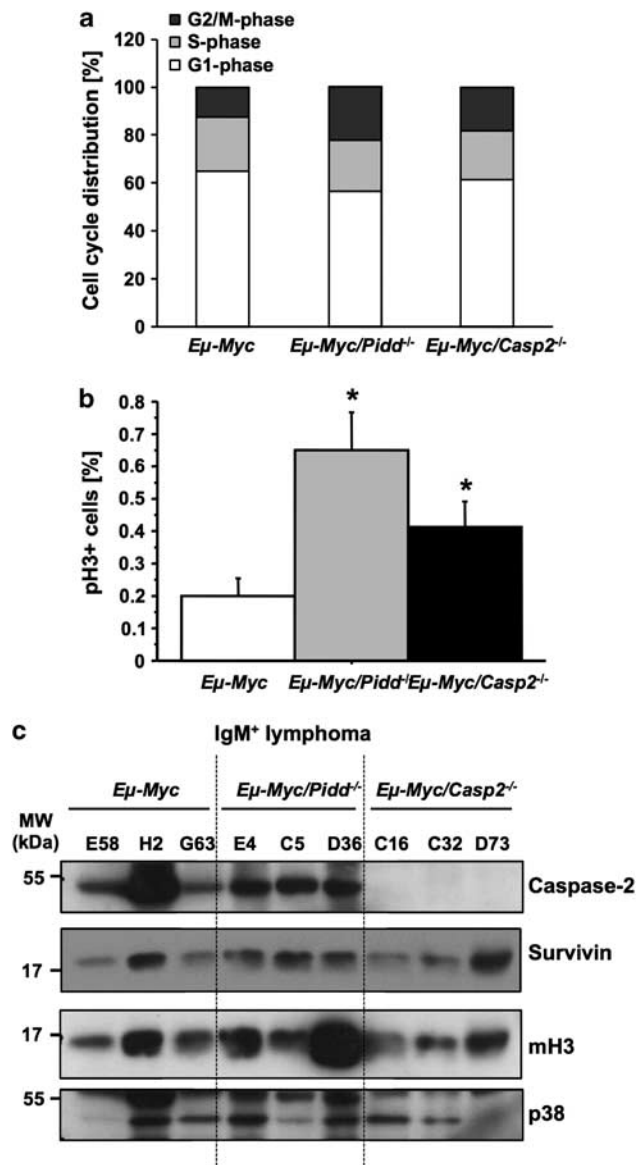 a
G2/M-phase
S-phase
G1-phase
Cell cycle distribution [%]
120
100
80
60
40
20
0
Eµ-Myc
Eµ-Myc/Pidd-/-
Eµ-Myc/Casp2-/-
b
pH3+ cells [%]
0.8
0.7
0.6
0.5
0.4
0.3
0.2
0.1
0
*
*
Eµ-Myc
Eµ-Myc/Pidd-/
Eµ-Myc/Casp2-/-
c
IgM+ lymphoma
Eµ-Myc
Eµ-Myc/Pidd-/-
Eµ-Myc/Casp2-/-
MW
(kDa)
E58 H2 G63 E4 C5 D36 C16 C32 D73
55
Caspase-2
17
Survivin
17
mH3
55
p38